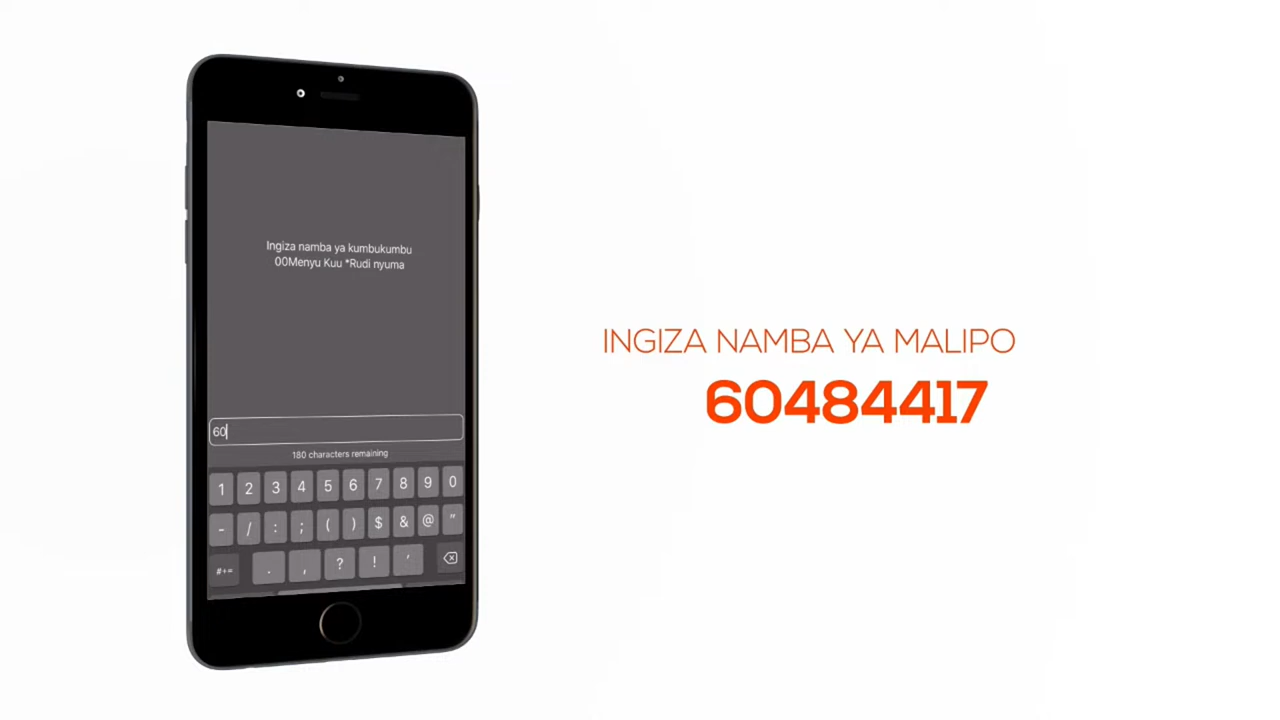 Ingiza namba ya kumbukumbu
00Menyu Kuu *Rudi nyuma
60
180 characters remaining
1 2 3 4 5 6 7 8 9 0
- / : ; ( ) $ & @ "
#+= . , ? ! '
INGIZA NAMBA YA MALIPO
60484417